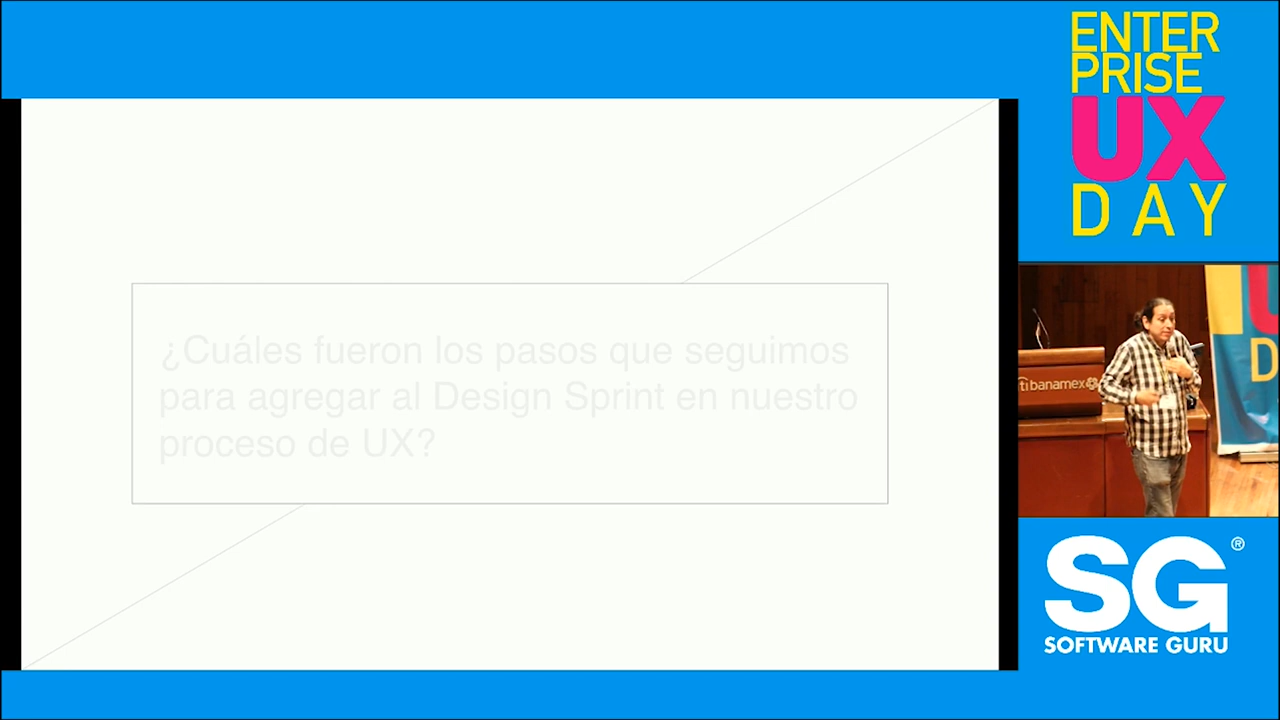 ENTER
PRISE
UX
DAY
¿Cuáles fueron los pasos que seguimos
para agregar al Design Sprint en nuestro
proceso de UX?
tibanamex
D
SG®
SOFTWARE GURU